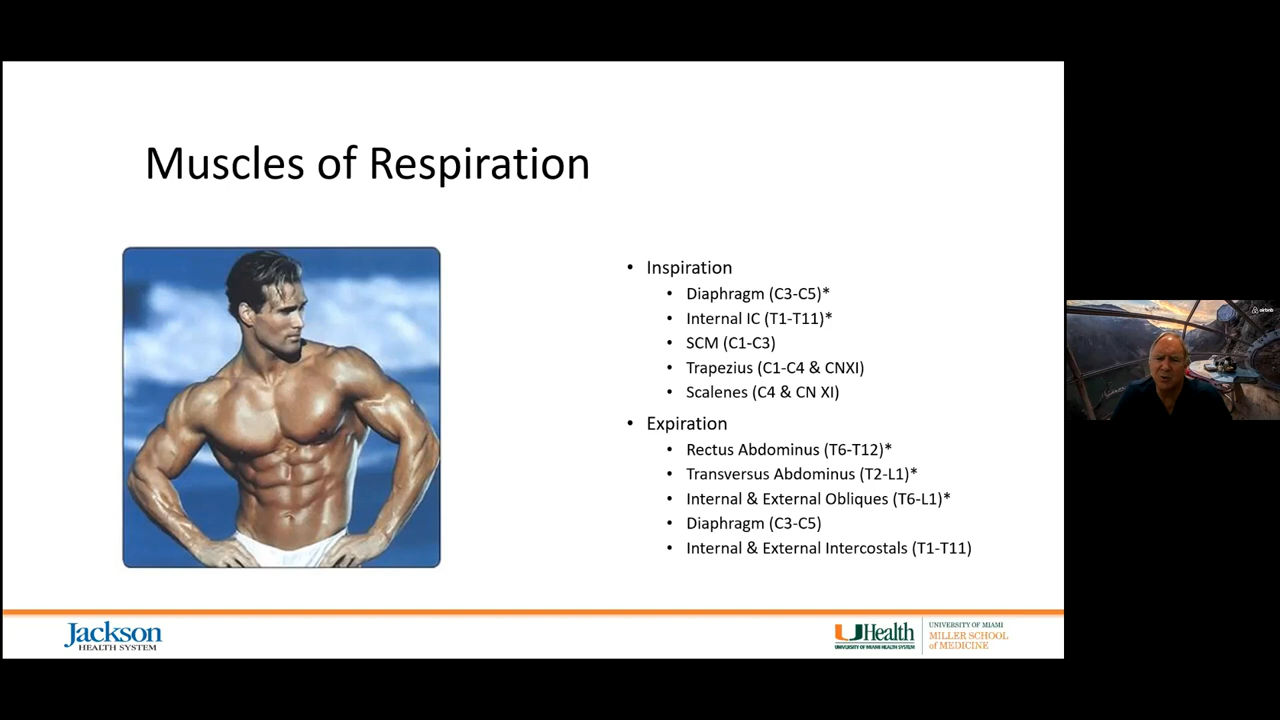 Muscles of Respiration
• Inspiration
• Diaphragm (C3-C5)*
• Internal IC (T1-T11)*
• SCM (C1-C3)
• Trapezius (C1-C4 & CNXI)
• Scalenes (C4 & CN XI)
• Expiration
• Rectus Abdominus (T6-T12)*
• Transversus Abdominus (T2-L1)*
• Internal & External Obliques (T6-L1)*
• Diaphragm (C3-C5)
• Internal & External Intercostals (T1-T11)
Jackson
HEALTH SYSTEM
UHealth
UNIVERSITY OF MIAMI HEALTH SYSTEM
UNIVERSITY OF MIAMI
MILLER SCHOOL
of MEDICINE
airbnb